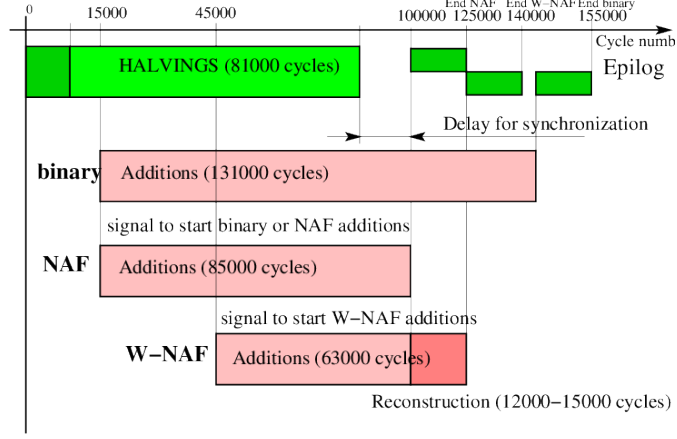 End NAF End W−NAF End binary
0 15000 45000 100000 125000 140000 155000
Cycle numb
HALVINGS (81000 cycles)
Epilog
Delay for synchronization
binary Additions (131000 cycles)
signal to start binary or NAF additions
NAF Additions (85000 cycles)
signal to start W−NAF additions
W−NAF Additions (63000 cycles)
Reconstruction (12000−15000 cycles)